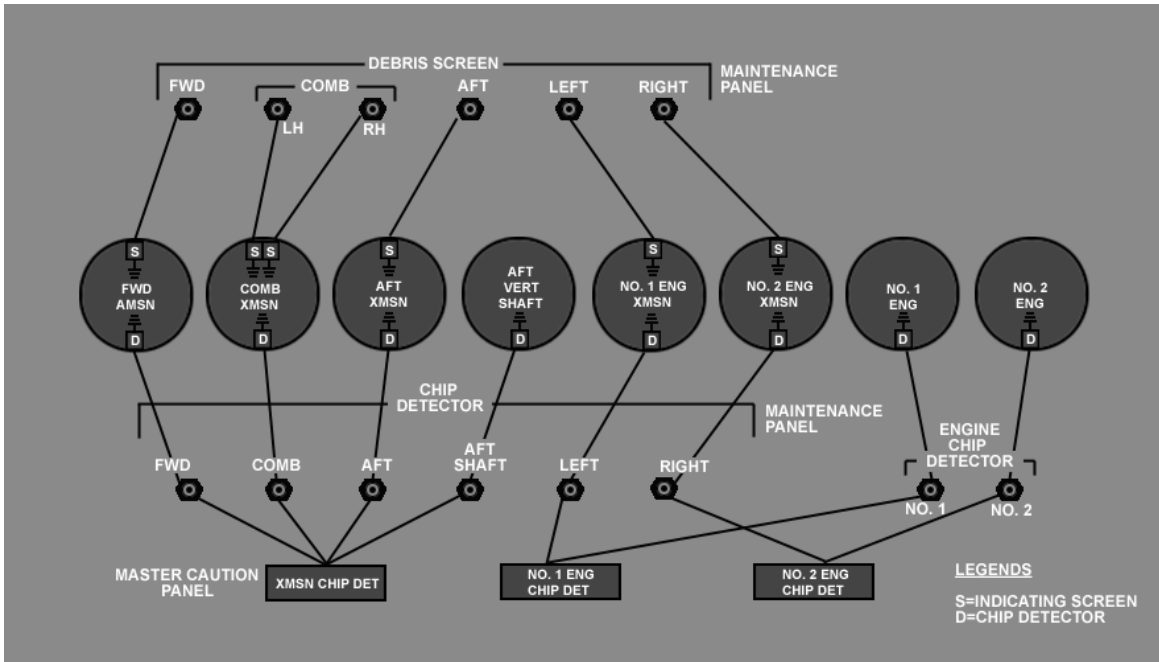 DEBRIS SCREEN
MAINTENANCE
PANEL
FWD
COMB
AFT
LEFT
RIGHT
LH
RH
S
S S
S
S
S
FWD
AMSN
COMB
XMSN
AFT
XMSN
AFT
VERT
SHAFT
NO. 1 ENG
XMSN
NO. 2 ENG
XMSN
NO. 1
ENG
NO. 2
ENG
D
D
D
D
D
D
D
D
CHIP
DETECTOR
MAINTENANCE
PANEL
FWD
COMB
AFT
AFT
SHAFT
LEFT
RIGHT
ENGINE
CHIP
DETECTOR
NO. 1
NO. 2
MASTER CAUTION
PANEL
XMSN CHIP DET
NO. 1 ENG
CHIP DET
NO. 2 ENG
CHIP DET
LEGENDS
S=INDICATING SCREEN
D=CHIP DETECTOR